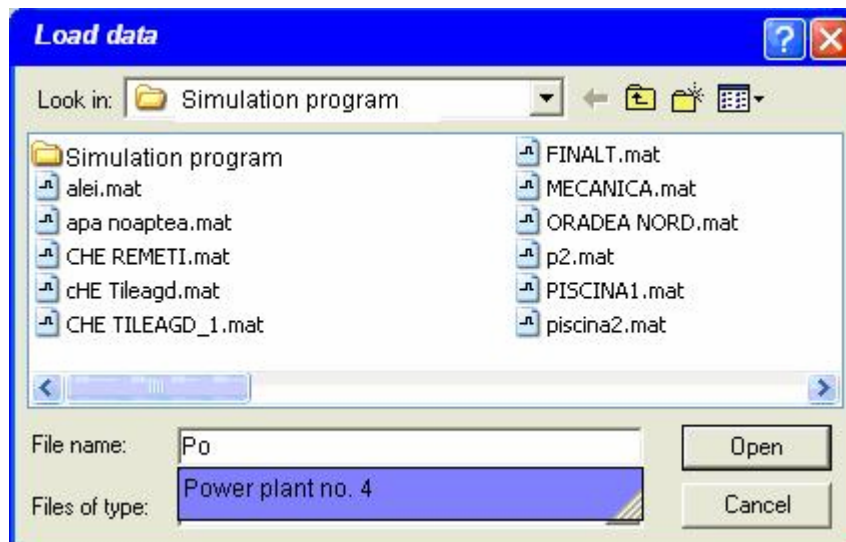 Load data
Look in: Simulation program
Simulation program
alei.mat
apa noaptea.mat
CHE REMETI.mat
cHE Tileagd.mat
CHE TILEAGD_1.mat
FINALT.mat
MECANICA.mat
ORADEA NORD.mat
p2.mat
PISCINA1.mat
piscina2.mat
File name: Po
Open
Power plant no. 4
Files of type:
Cancel